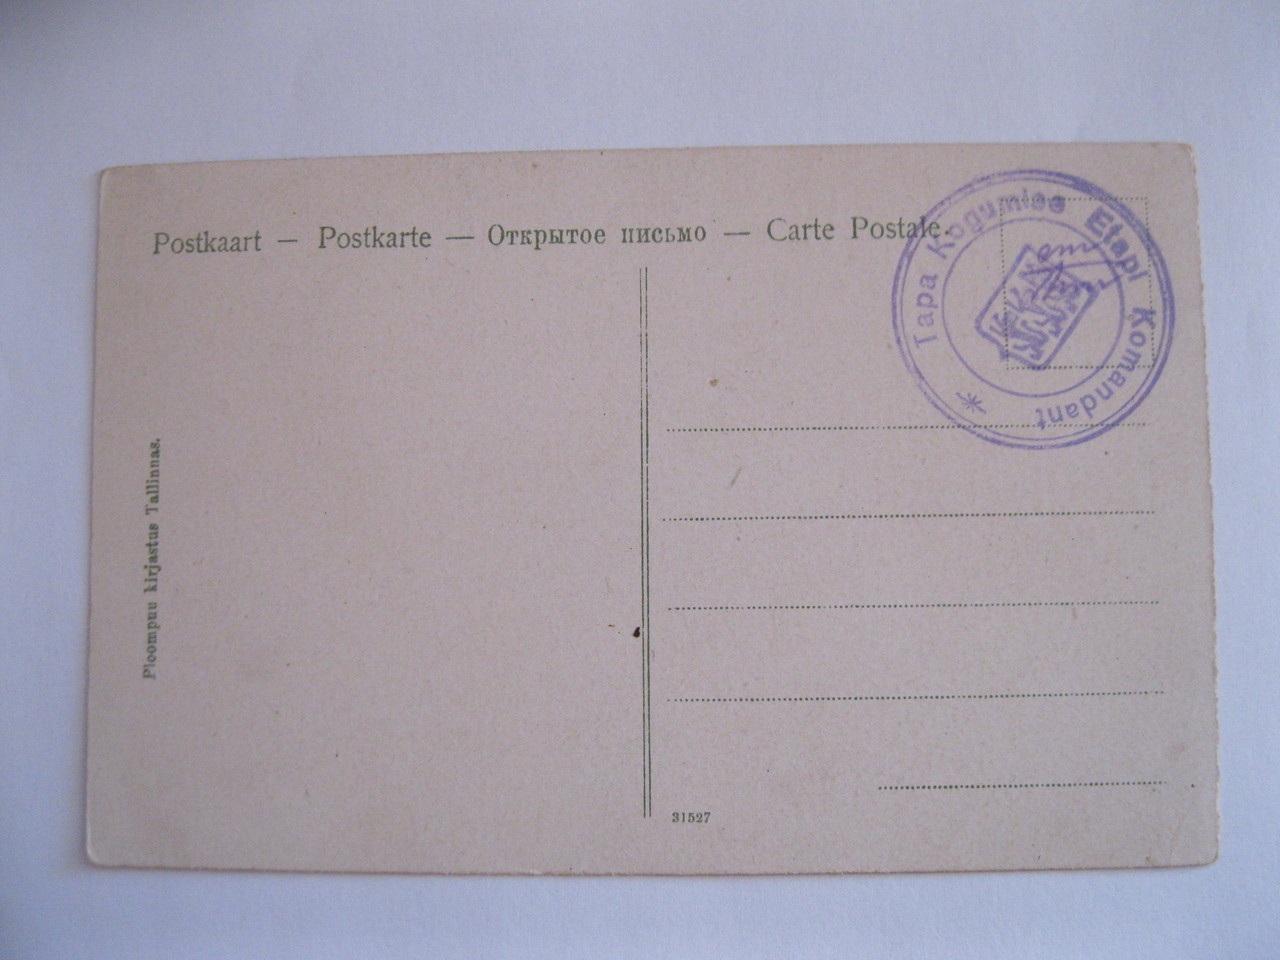 Postkaart — Postkarte — Открытое письмо — Carte Postale.
Tapa Kogumise Etapi Komandant *
Ploompuu kirjastus Tallinnas.
31527